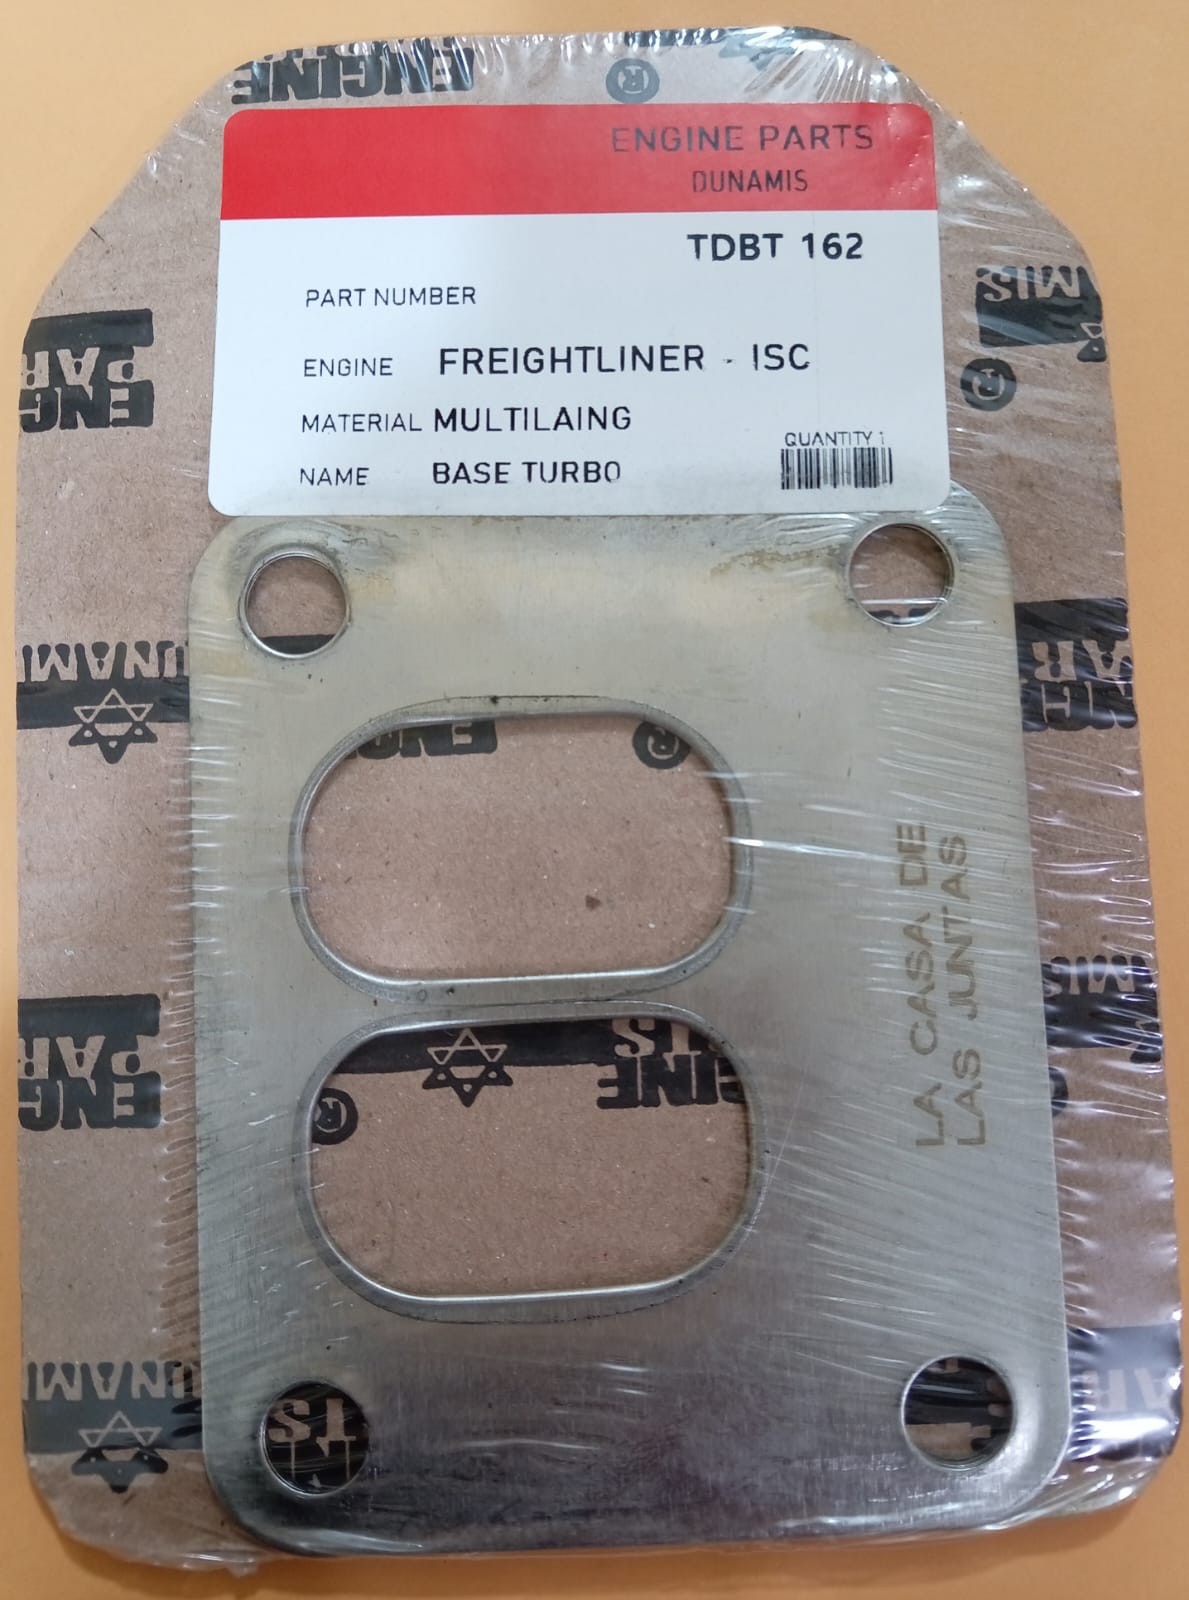 ENGINE
®
ENGINE PARTS
DUNAMIS
TDBT 162
PART NUMBER
ENGINE FREIGHTLINER - ISC
MATERIAL MULTILAING
NAME BASE TURBO
QUANTITY 1
LA CASA DE
LAS JUNTAS